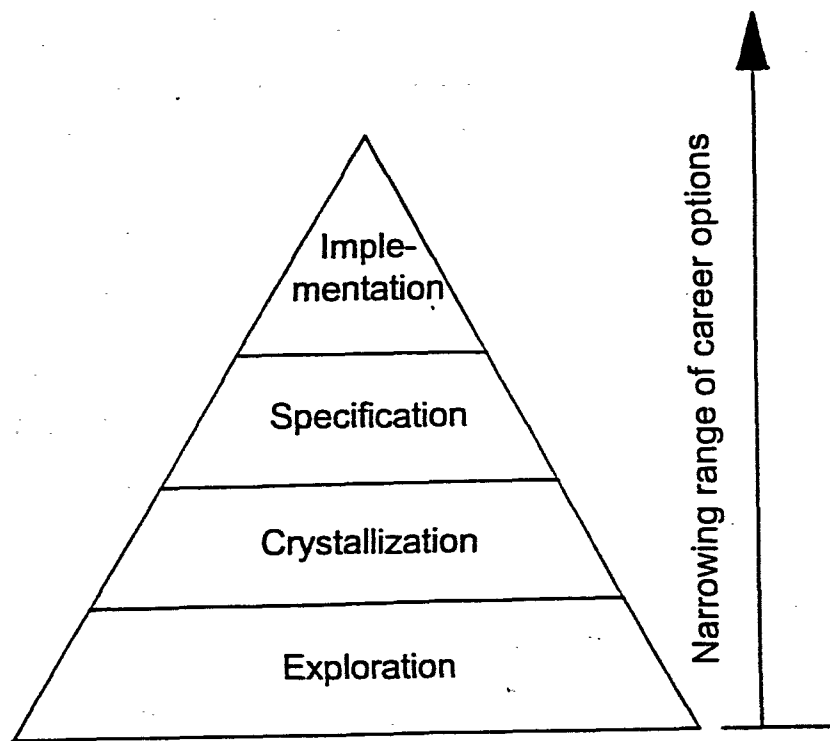 Imple-
mentation
Specification
Crystallization
Exploration
Narrowing range of career options